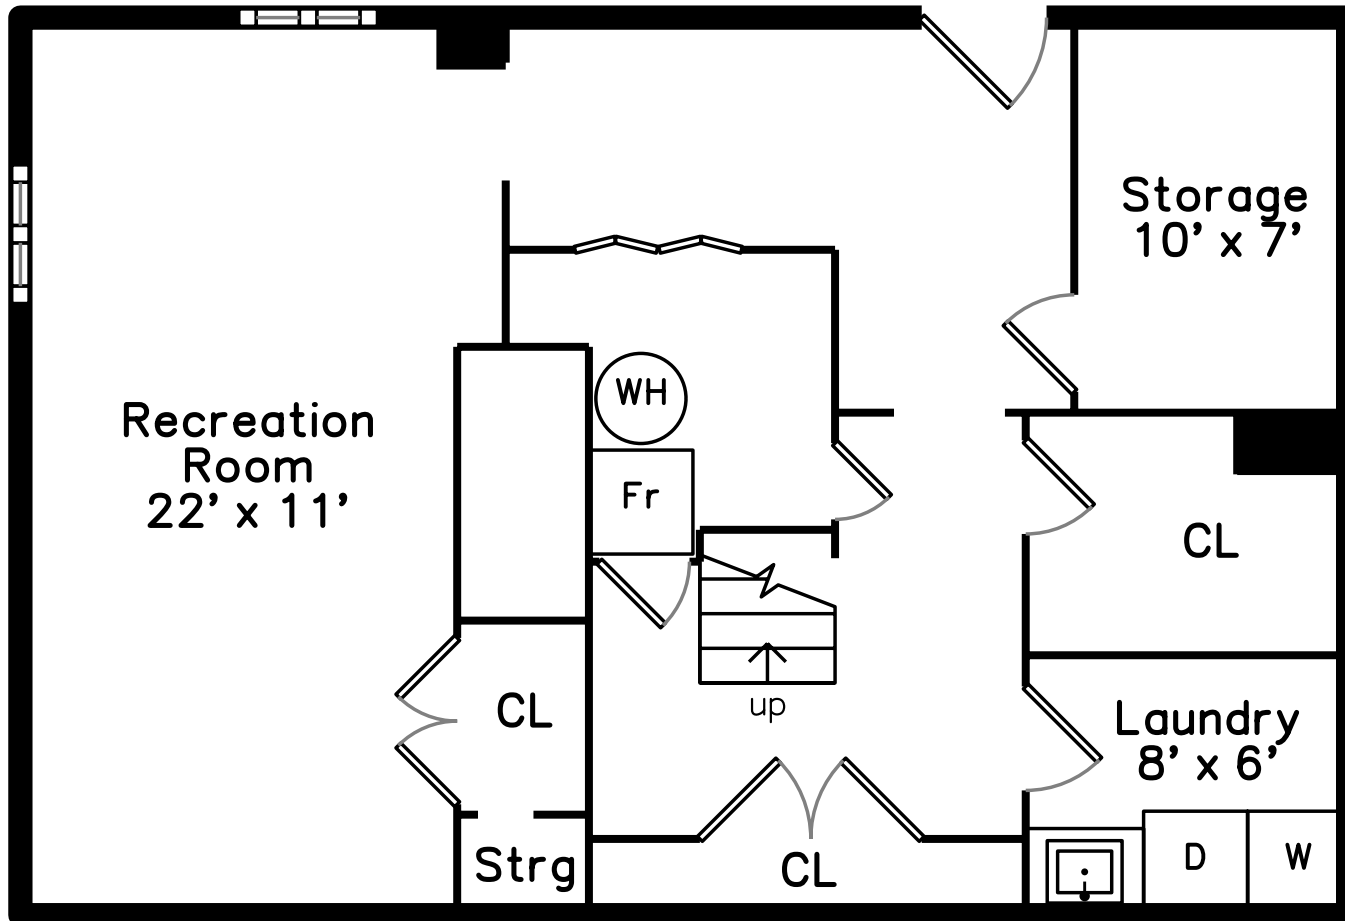 Storage
10' x 7'
WH
Recreation
Room
22' x 11'
Fr
CL
CL
up
Laundry
8' x 6'
Strg
CL
D
W